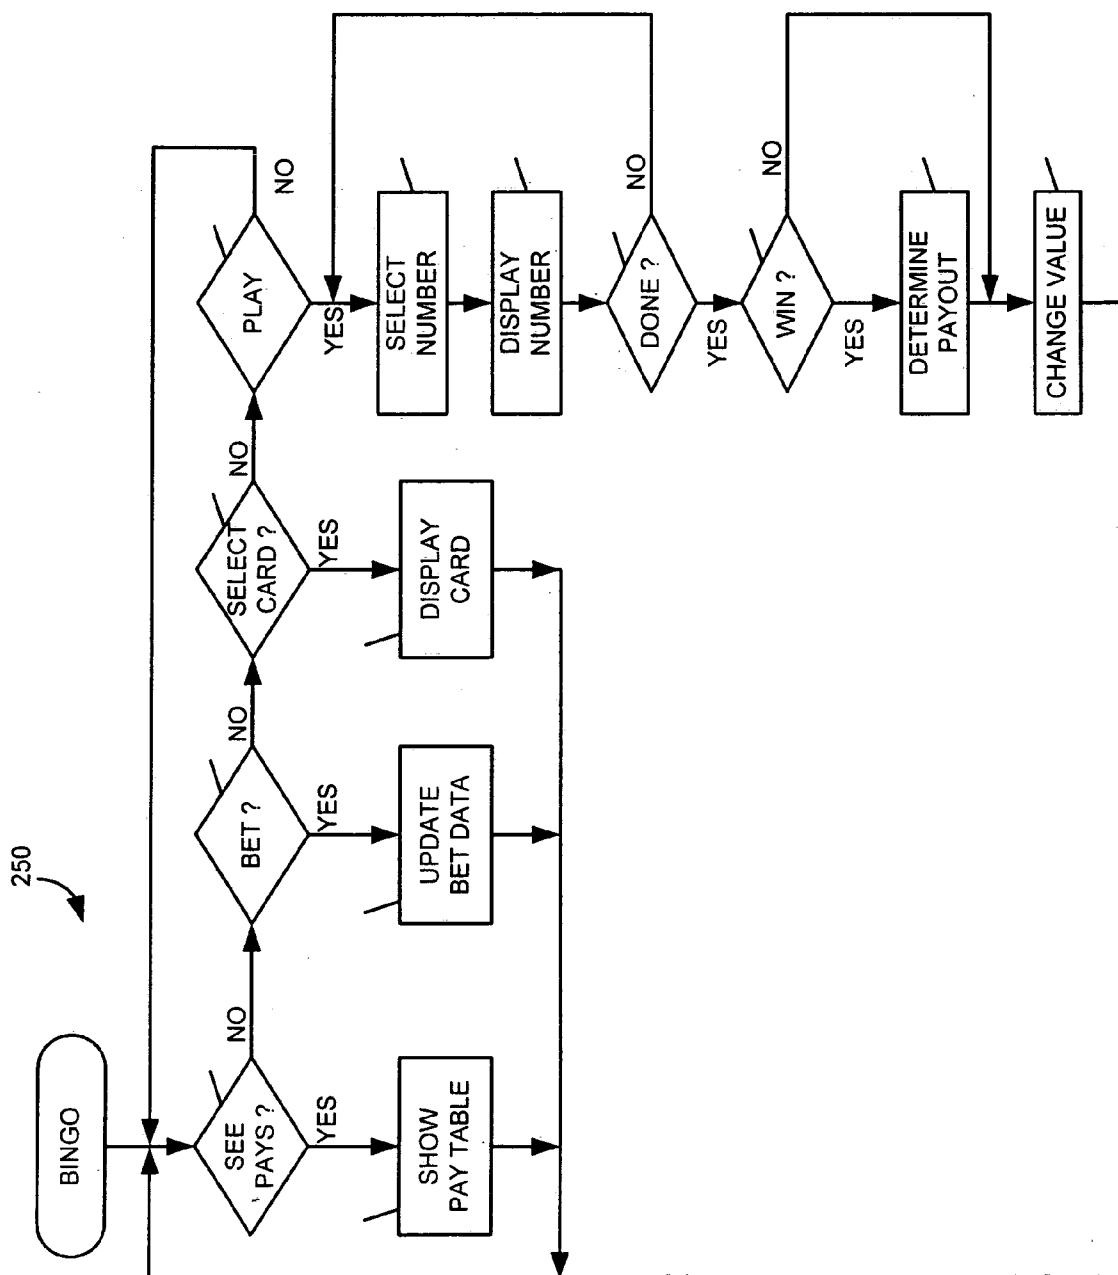 250
BINGO
SEE
PAYS ?
NO
YES
SHOW
PAY TABLE
BET ?
NO
YES
UPDATE
BET DATA
SELECT
CARD ?
NO
YES
DISPLAY
CARD
PLAY
NO
YES
SELECT
NUMBER
DISPLAY
NUMBER
DONE ?
NO
YES
WIN ?
NO
YES
DETERMINE
PAYOUT
CHANGE VALUE